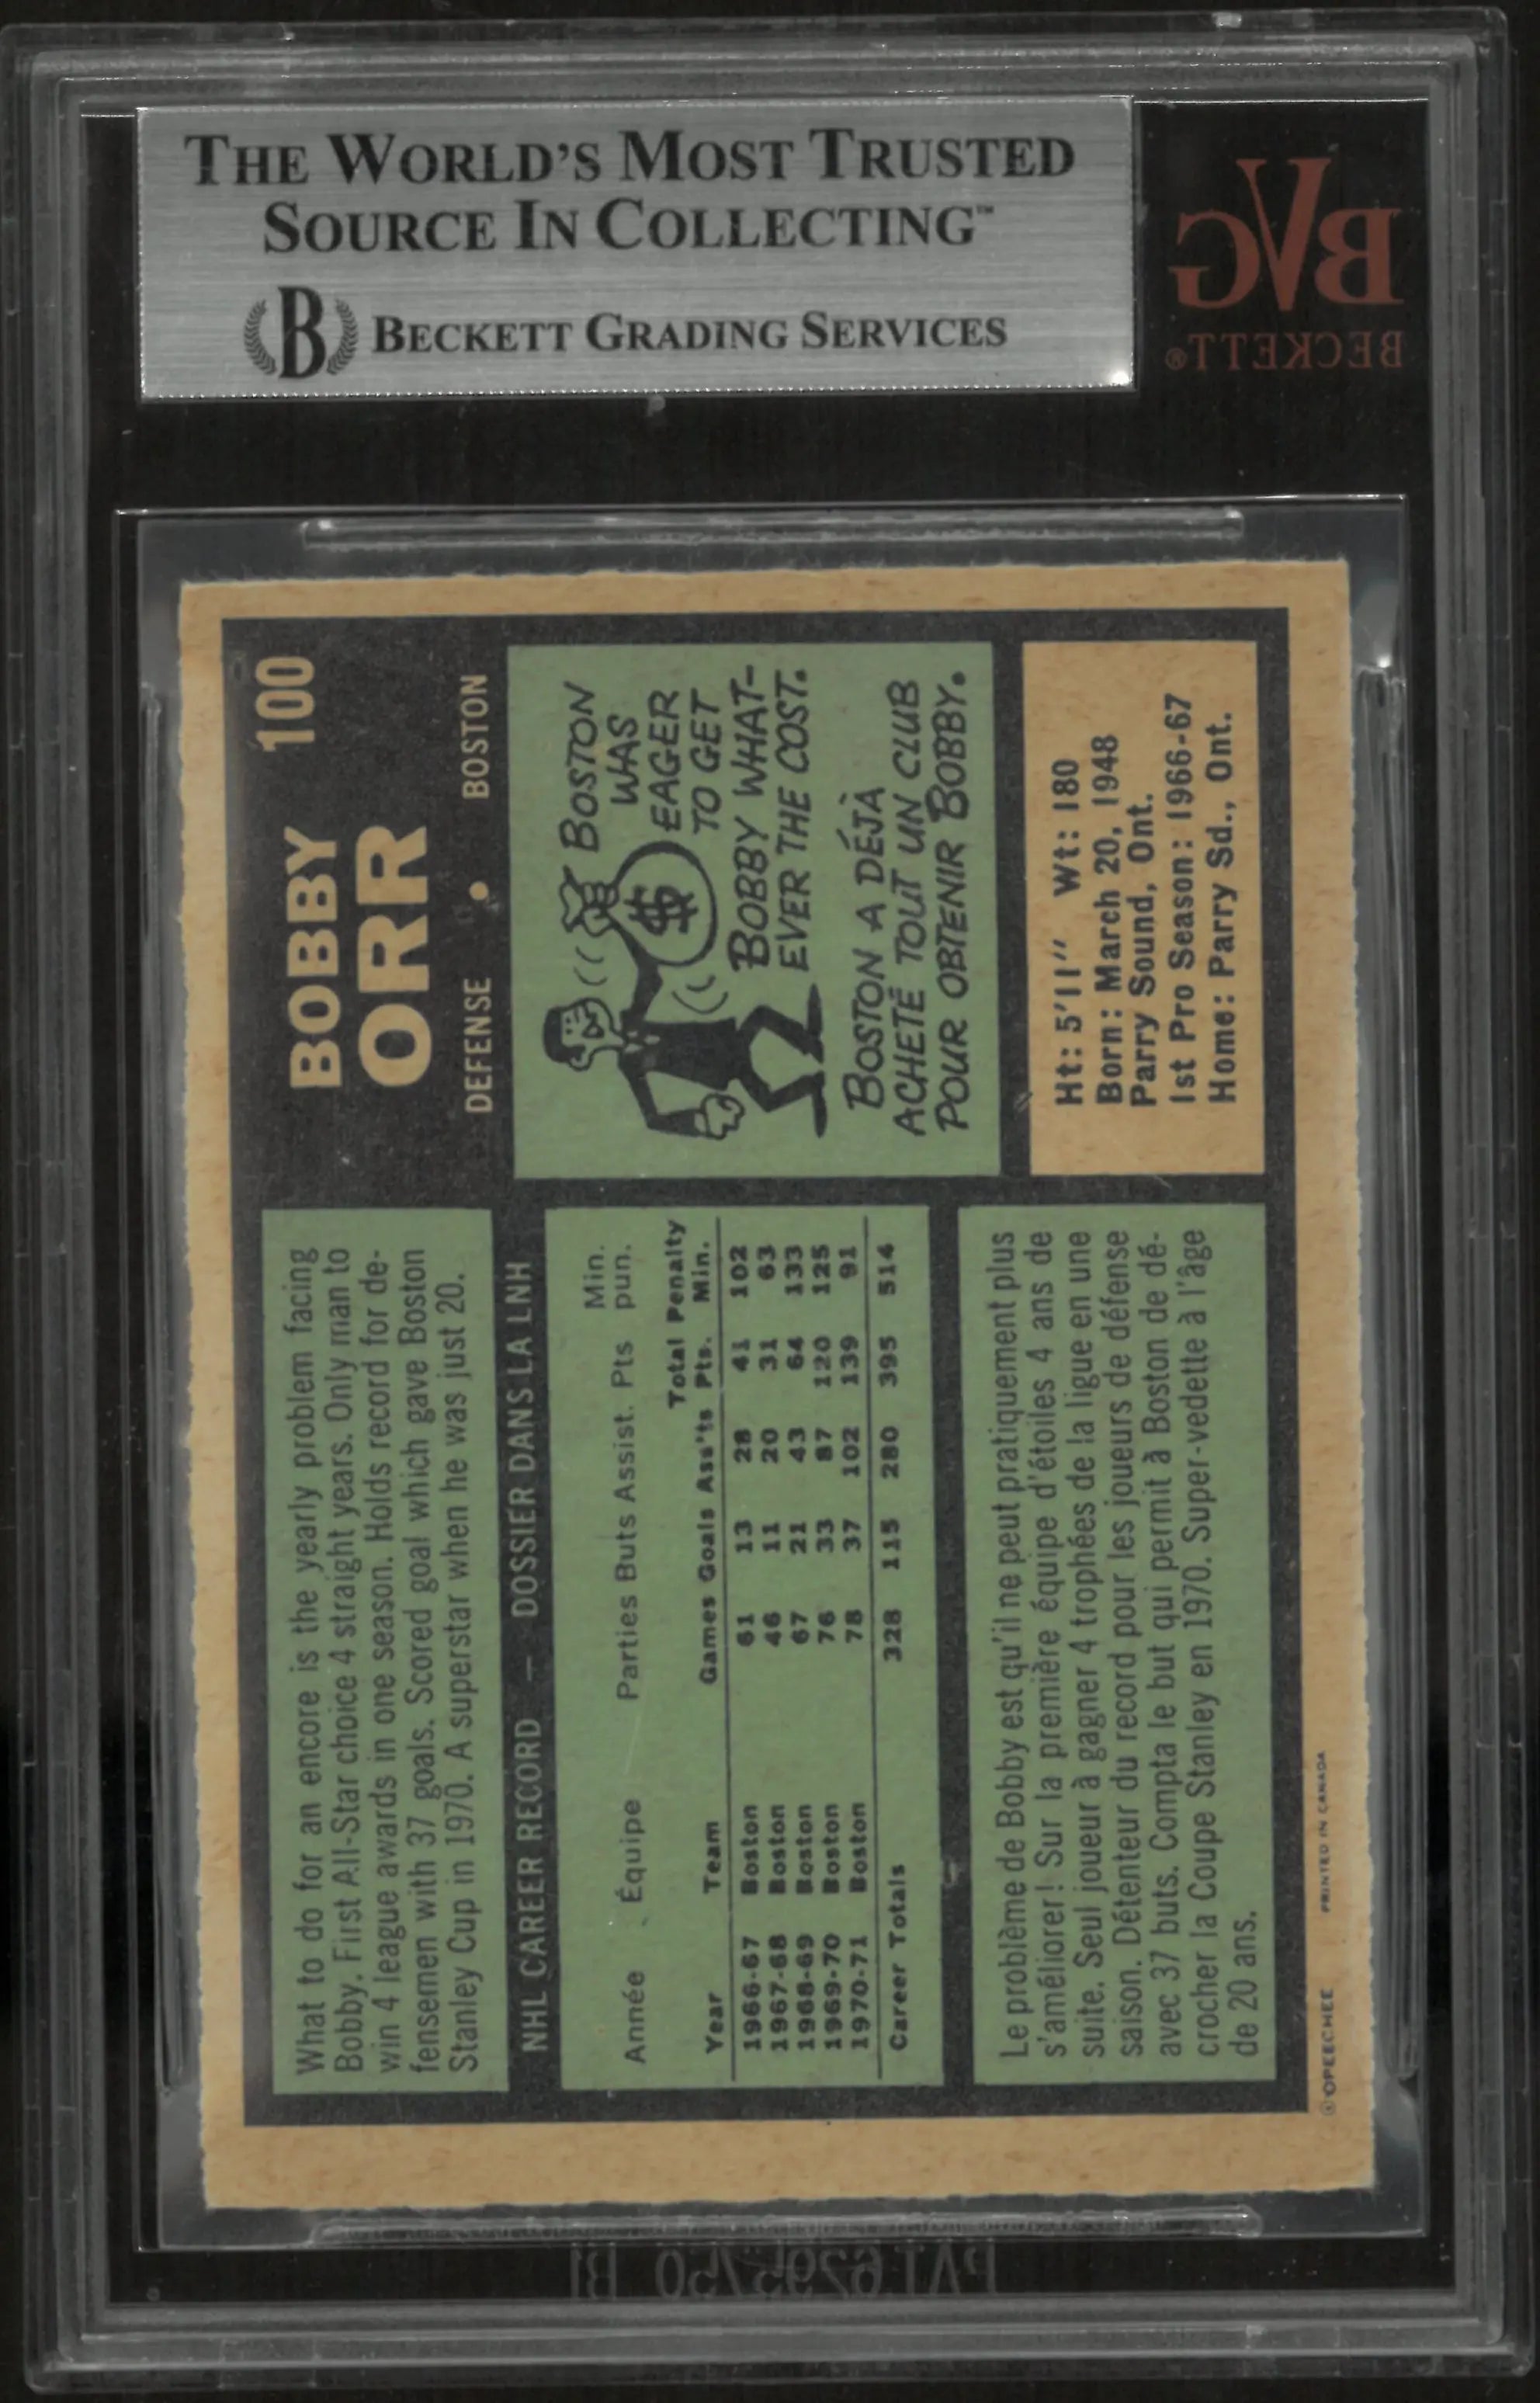 THE WORLD'S MOST TRUSTED
SOURCE IN COLLECTING™
B BECKETT GRADING SERVICES
BVG
BECKETT®
BOBBY 100
ORR
DEFENSE • BOSTON
What to do for an encore is the yearly problem facing
Bobby. First All-Star choice 4 straight years. Only man to
win 4 league awards in one season. Holds record for de-
fensemen with 37 goals. Scored goal which gave Boston
Stanley Cup in 1970. A superstar when he was just 20.
BOSTON
WAS
EAGER
TO GET
BOBBY WHAT-
EVER THE COST.
$
BOSTON A DÉJÀ
ACHETÉ TOUT UN CLUB
POUR OBTENIR BOBBY.
NHL CAREER RECORD — DOSSIER DANS LA LNH
Année Équipe Parties Buts Assist. Pts Min. pun.
Year Team Games Goals Ass'ts Total Pts. Penalty Min.
1966-67 Boston 61 13 28 41 102
1967-68 Boston 46 11 20 31 63
1968-69 Boston 67 21 43 64 133
1969-70 Boston 76 33 87 120 125
1970-71 Boston 78 37 102 139 91
Career Totals 328 115 280 395 514
Ht: 5'11" Wt: 180
Born: March 20, 1948
Parry Sound, Ont.
1st Pro Season: 1966-67
Home: Parry Sd., Ont.
Le problème de Bobby est qu'il ne peut pratiquement plus
s'améliorer! Sur la première équipe d'étoiles 4 ans de
suite. Seul joueur à gagner 4 trophées de la ligue en une
saison. Détenteur du record pour les joueurs de défense
avec 37 buts. Compta le but qui permit à Boston de dé-
crocher la Coupe Stanley en 1970. Super-vedette à l'âge
de 20 ans.
©OPEECHEE PRINTED IN CANADA